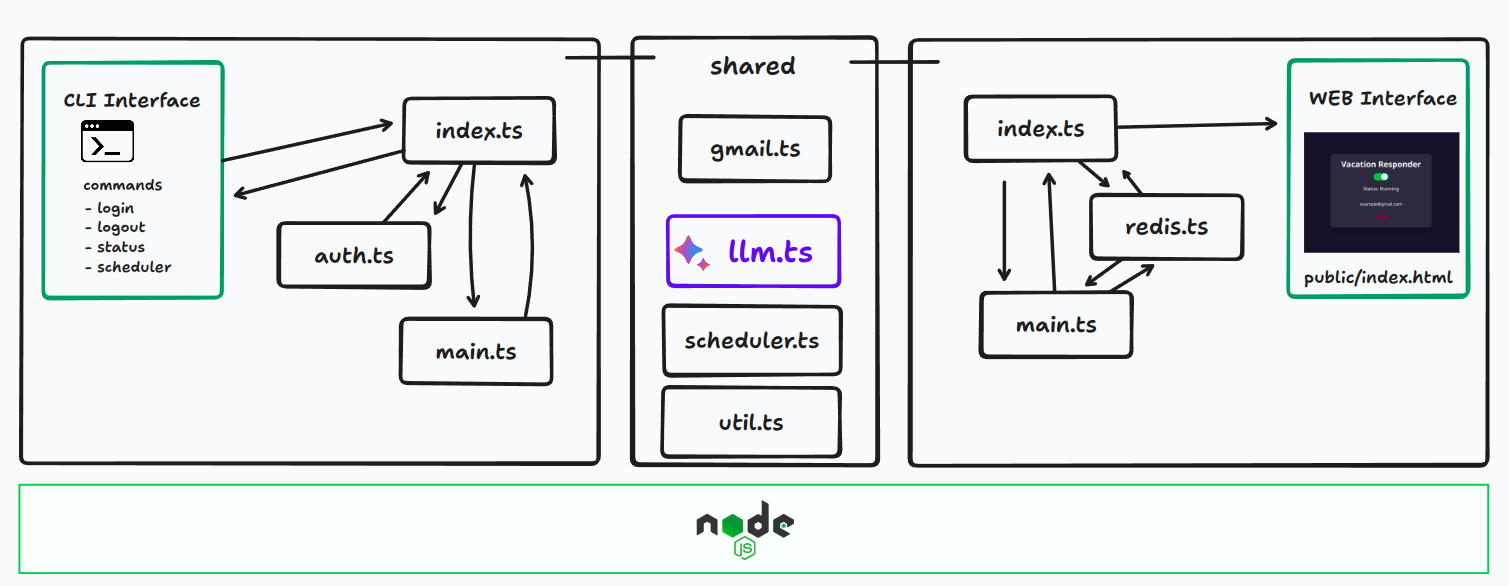 CLI Interface
commands
- login
- logout
- status
- scheduler
index.ts
auth.ts
main.ts
shared
gmail.ts
llm.ts
scheduler.ts
util.ts
index.ts
redis.ts
main.ts
WEB Interface
Vacation Responder
Status: Running
example@gmail.com
public/index.html
node
JS